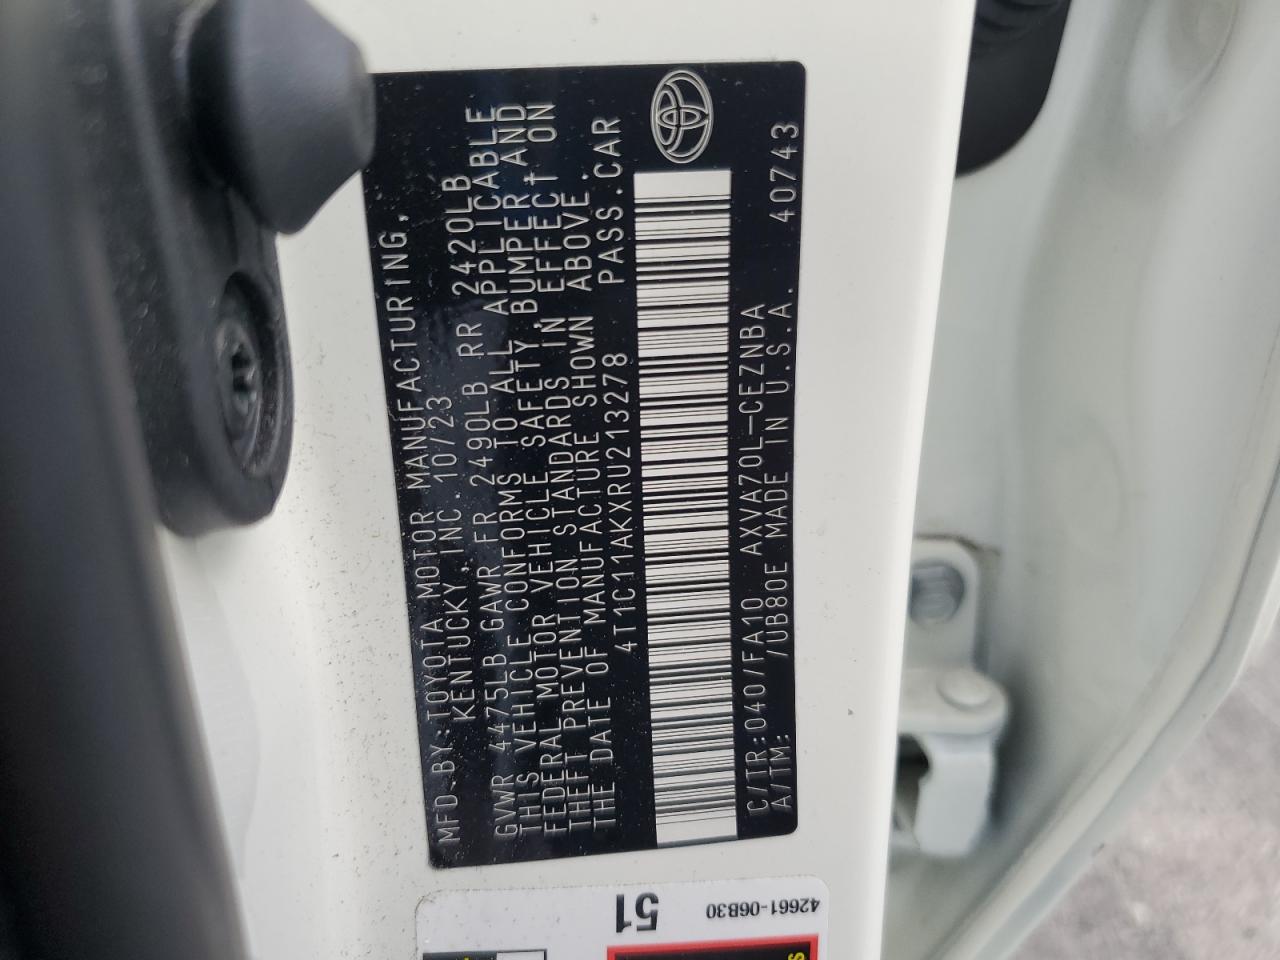 MFD. BY: TOYOTA MOTOR MANUFACTURING,
KENTUCKY, INC 10/23
GVWR 4475LB GAWR FR 2490LB RR 2420LB
THIS VEHICLE CONFORMS TO ALL APPLICABLE
FEDERAL MOTOR VEHICLE SAFETY, BUMPER AND
THEFT PREVENTION STANDARDS IN EFFECT ON
THE DATE OF MANUFACTURE SHOWN ABOVE.
4T1C11AKXRU213278 PASS.CAR
C/TR:040/FA10 AXVA70L-CEZNBA
A/TM: /UB80E MADE IN U.S.A. 40743
42661-06B30
51